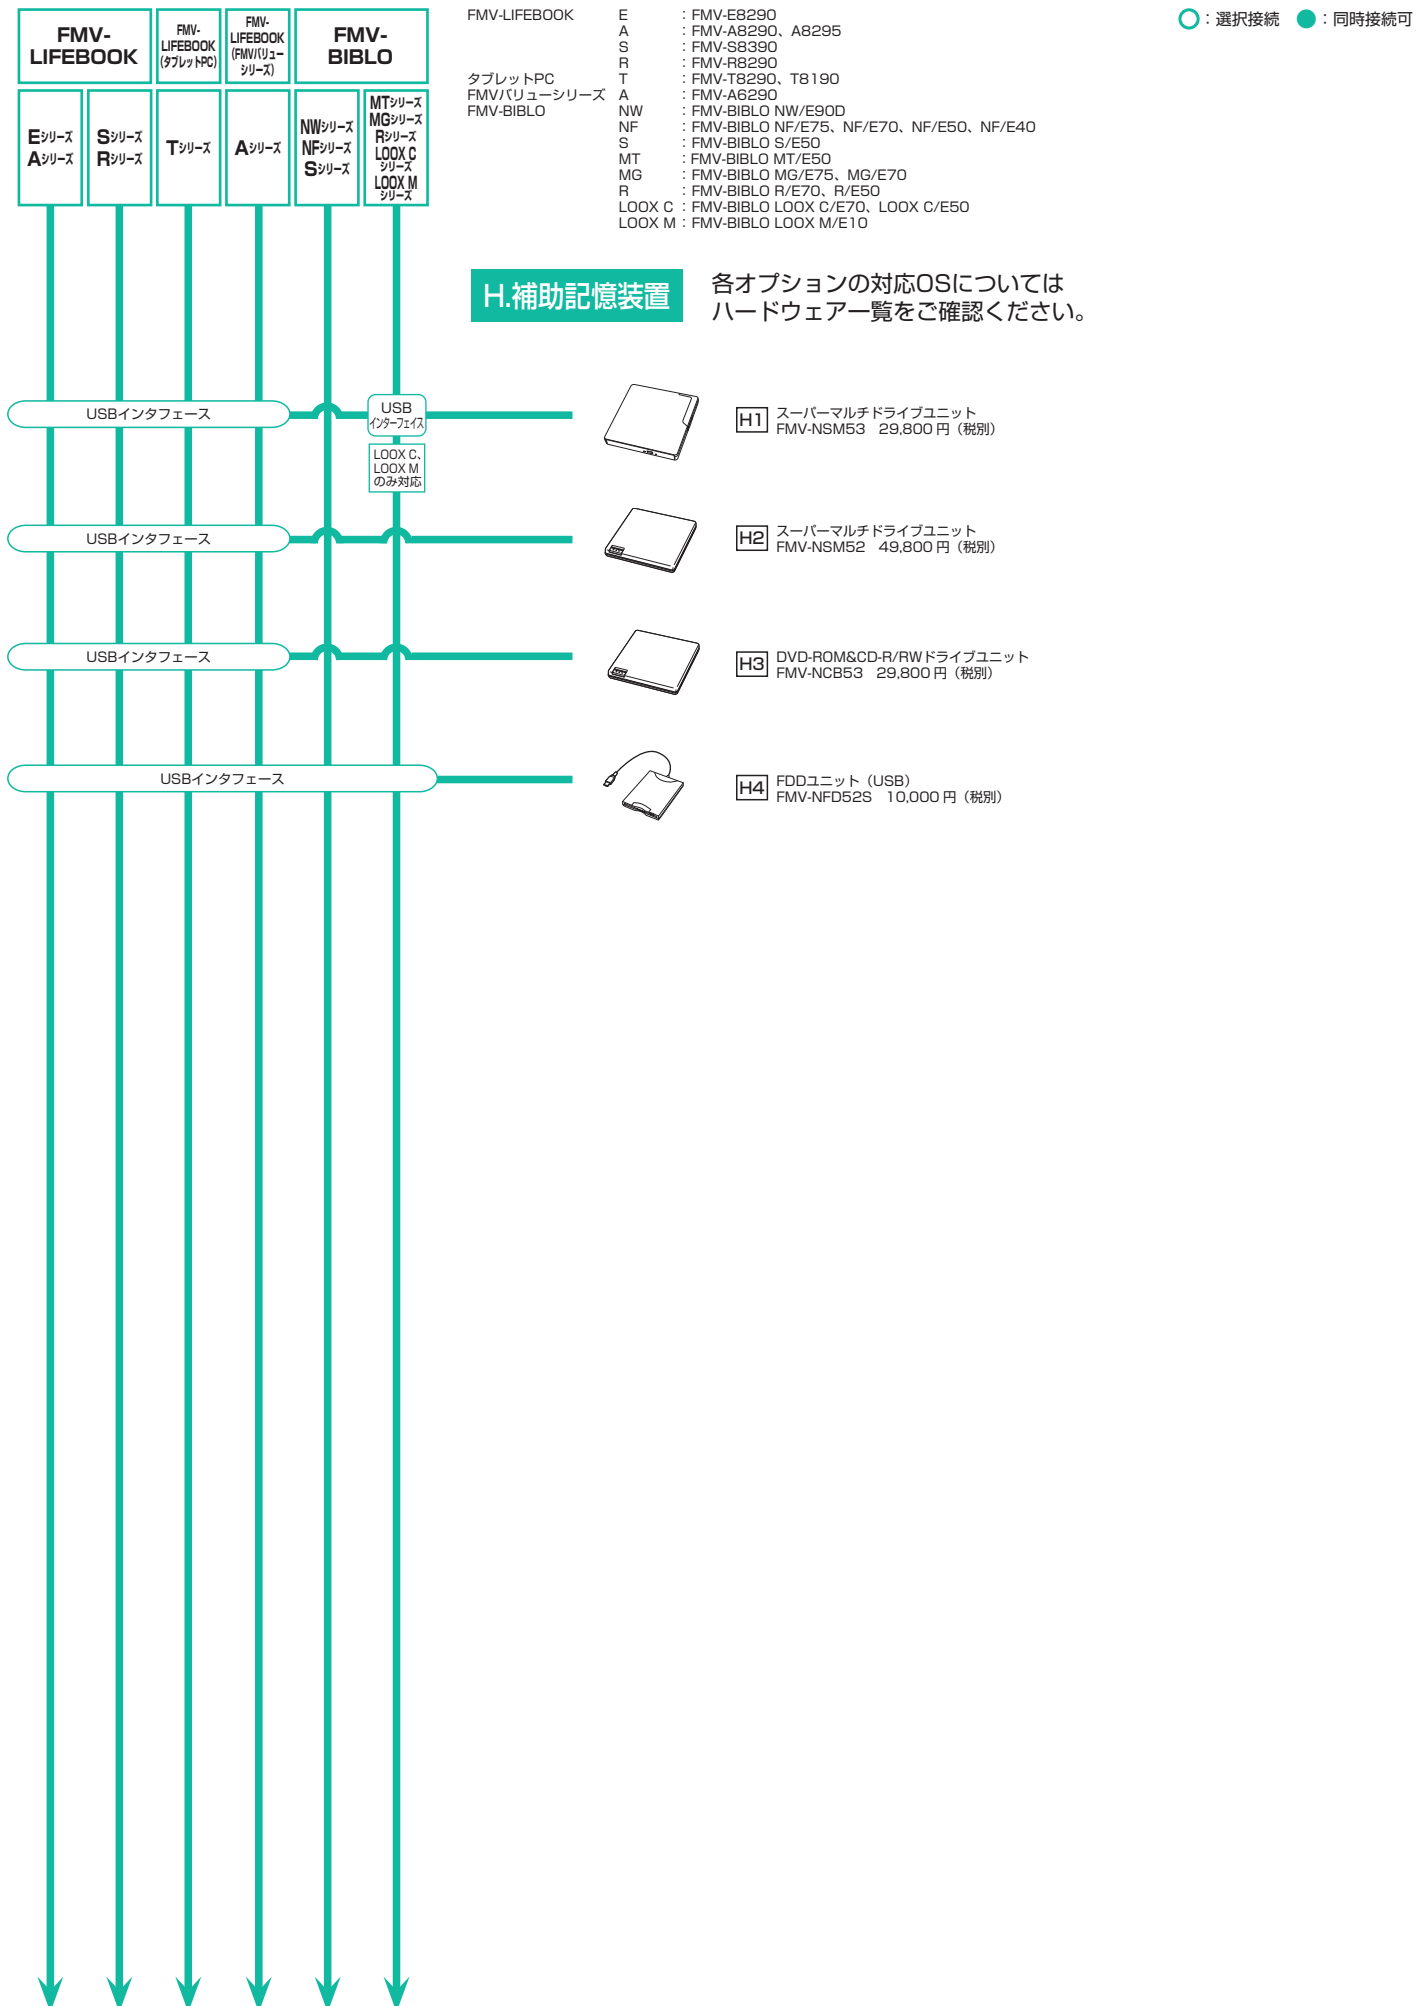 FMV-
LIFEBOOK
FMV-
LIFEBOOK
(タブレットPC)
FMV-
LIFEBOOK
(FMVバリュー
シリーズ)
FMV-
BIBLO
Eシリーズ
Aシリーズ
Sシリーズ
Rシリーズ
Tシリーズ
Aシリーズ
NWシリーズ
NFシリーズ
Sシリーズ
MTシリーズ
MGシリーズ
Rシリーズ
LOOX C
シリーズ
LOOX M
シリーズ
FMV-LIFEBOOK E :FMV-E8290
A :FMV-A8290、A8295
S :FMV-S8390
R :FMV-R8290
タブレットPC T :FMV-T8290、T8190
FMVバリューシリーズ A :FMV-A6290
FMV-BIBLO NW :FMV-BIBLO NW/E90D
NF :FMV-BIBLO NF/E75、NF/E70、NF/E50、NF/E40
S :FMV-BIBLO S/E50
MT :FMV-BIBLO MT/E50
MG :FMV-BIBLO MG/E75、MG/E70
R :FMV-BIBLO R/E70、R/E50
LOOX C :FMV-BIBLO LOOX C/E70、LOOX C/E50
LOOX M :FMV-BIBLO LOOX M/E10
:選択接続 :同時接続可
H.補助記憶装置
各オプションの対応OSについては
ハードウェア一覧をご確認ください。
USBインタフェース
USB
インターフェイス
LOOX C、
LOOX M
のみ対応
H1 スーパーマルチドライブユニット
FMV-NSM53 29,800円(税別)
USBインタフェース
H2 スーパーマルチドライブユニット
FMV-NSM52 49,800円(税別)
USBインタフェース
H3 DVD-ROM&CD-R/RWドライブユニット
FMV-NCB53 29,800円(税別)
USBインタフェース
H4 FDDユニット(USB)
FMV-NFD52S 10,000円(税別)